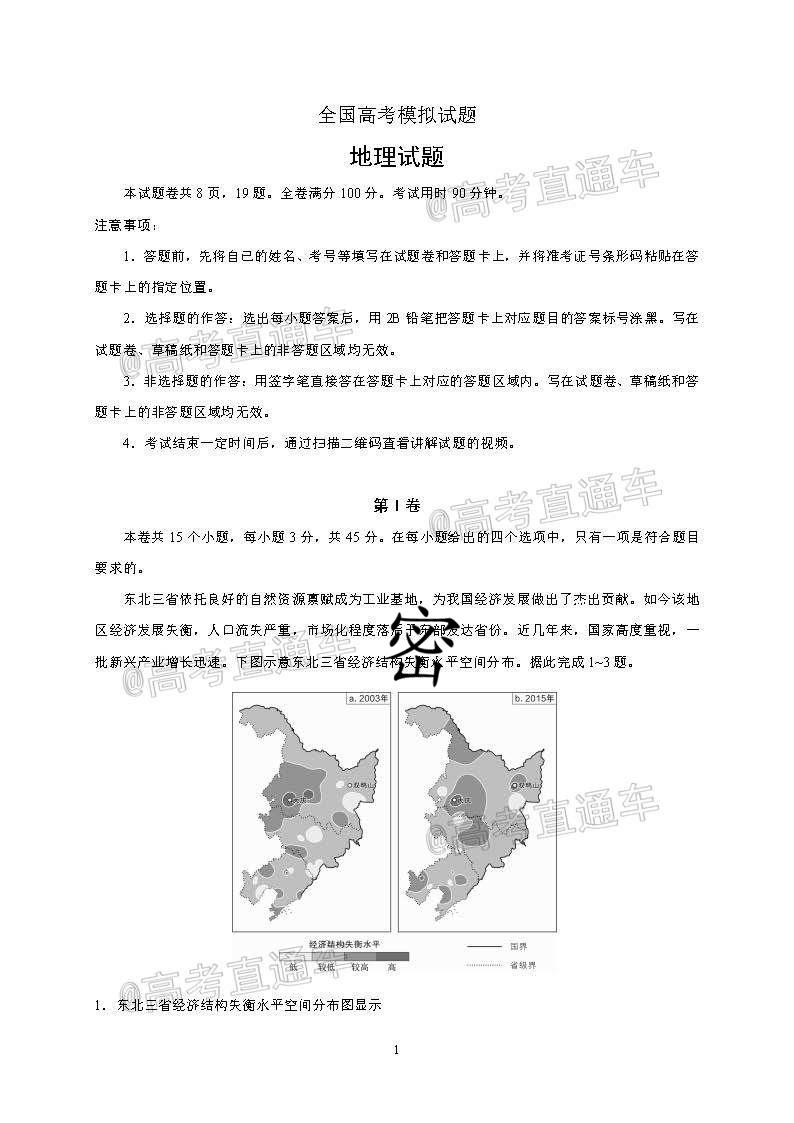 全国高考模拟试题
地理试题
本试题卷共8页，19题。全卷满分100分。考试用时90分钟。
@高考直通车
注意事项：
1．答题前，先将自己的姓名、考号等填写在试题卷和答题卡上，并将准考证号条形码粘贴在答
题卡上的指定位置。
2．选择题的作答：选出每小题答案后，用2B铅笔把答题卡上对应题目的答案标号涂黑。写在
试题卷、草稿纸和答题卡上的非答题区域均无效。
@高考直通车
3．非选择题的作答：用签字笔直接答在答题卡上对应的答题区域内。写在试题卷、草稿纸和答
题卡上的非答题区域均无效。
4．考试结束一定时间后，通过扫描二维码查看讲解试题的视频。
第I卷
@高考直通车
本卷共15个小题，每小题3分，共45分。在每小题给出的四个选项中，只有一项是符合题目
要求的。
东北三省依托良好的自然资源禀赋成为工业基地，为我国经济发展做出了杰出贡献。如今该地
区经济发展失衡，人口流失严重，市场化程度落后于东部发达省份。近几年来，国家高度重视，一
批新兴产业增长迅速。下图示意东北三省经济结构失衡水平空间分布。据此完成1~3题。
密
@高考直通车
a. 2003年
b. 2015年
双鸭山
大庆
双鸭山
大庆
@高考直通车
经济结构失衡水平
低 较低 较高 高
国界
省级界
@高考直通车
1．东北三省经济结构失衡水平空间分布图显示
1